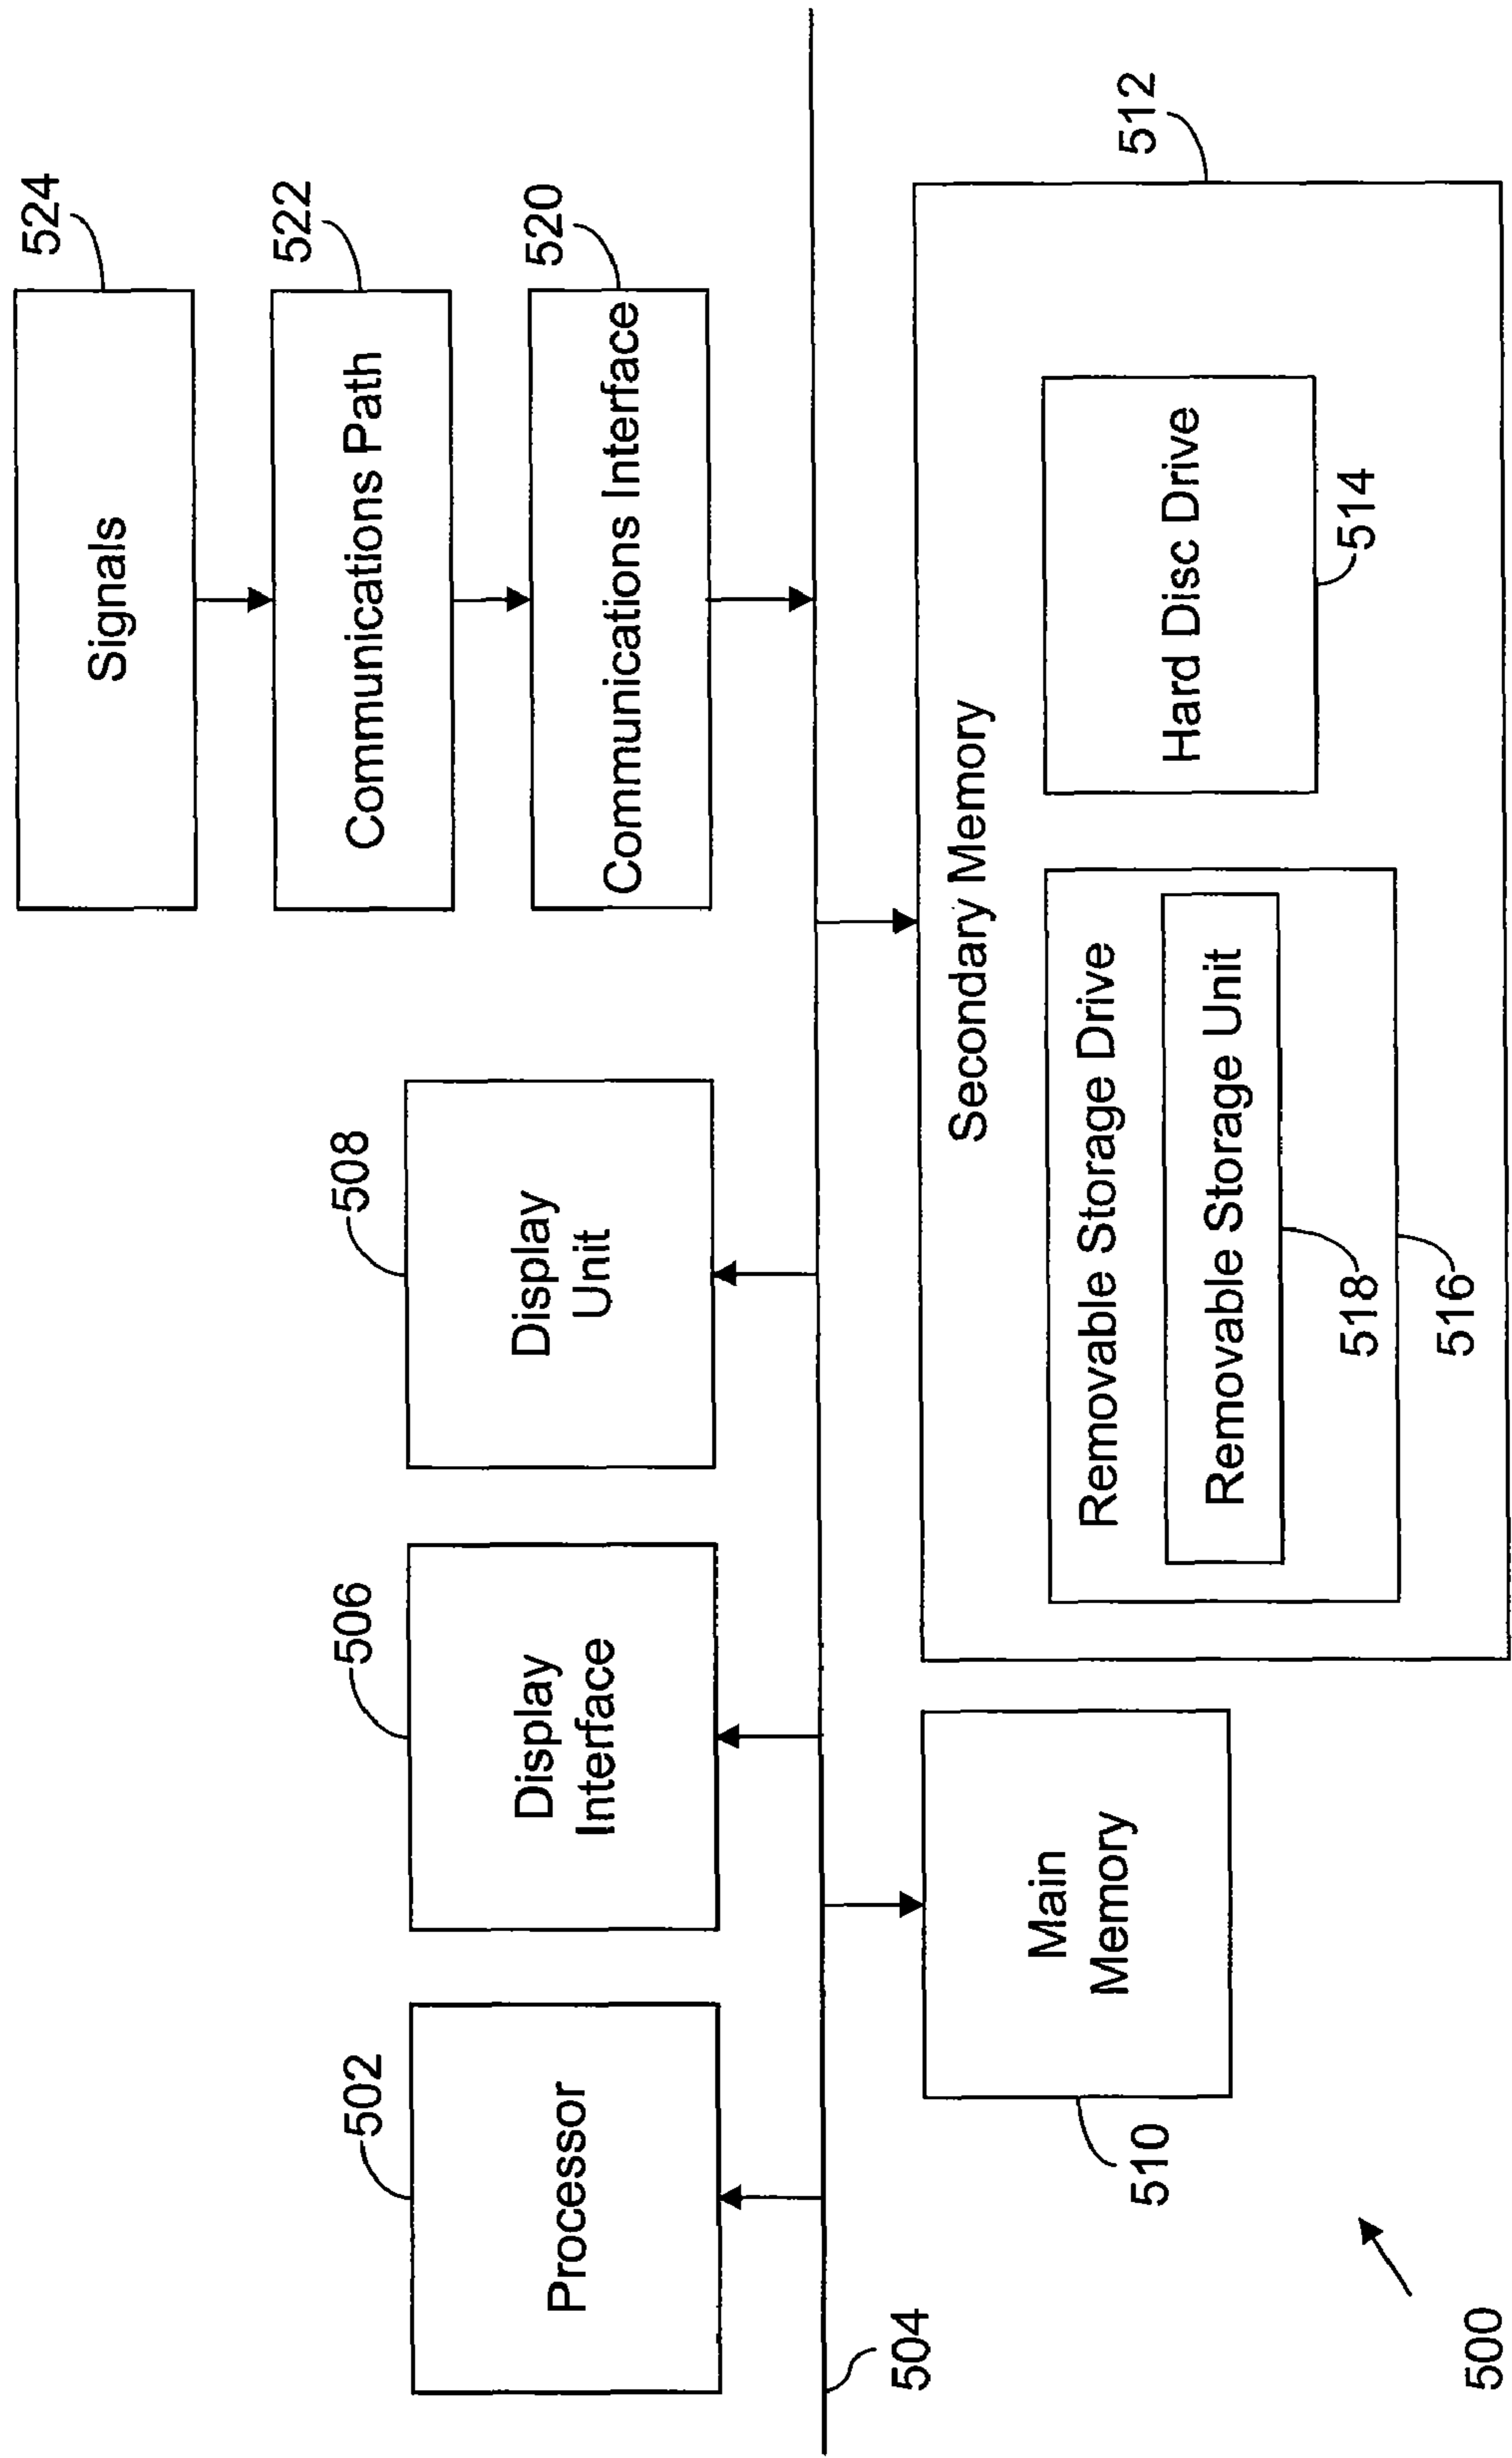 524
Signals
522
Communications Path
520
Communications Interface
508
Display
Unit
506
Display
Interface
502
Processor
504
512
Secondary Memory
Hard Disc Drive
514
Removable Storage Drive
Removable Storage Unit
518
516
Main
Memory
510
500